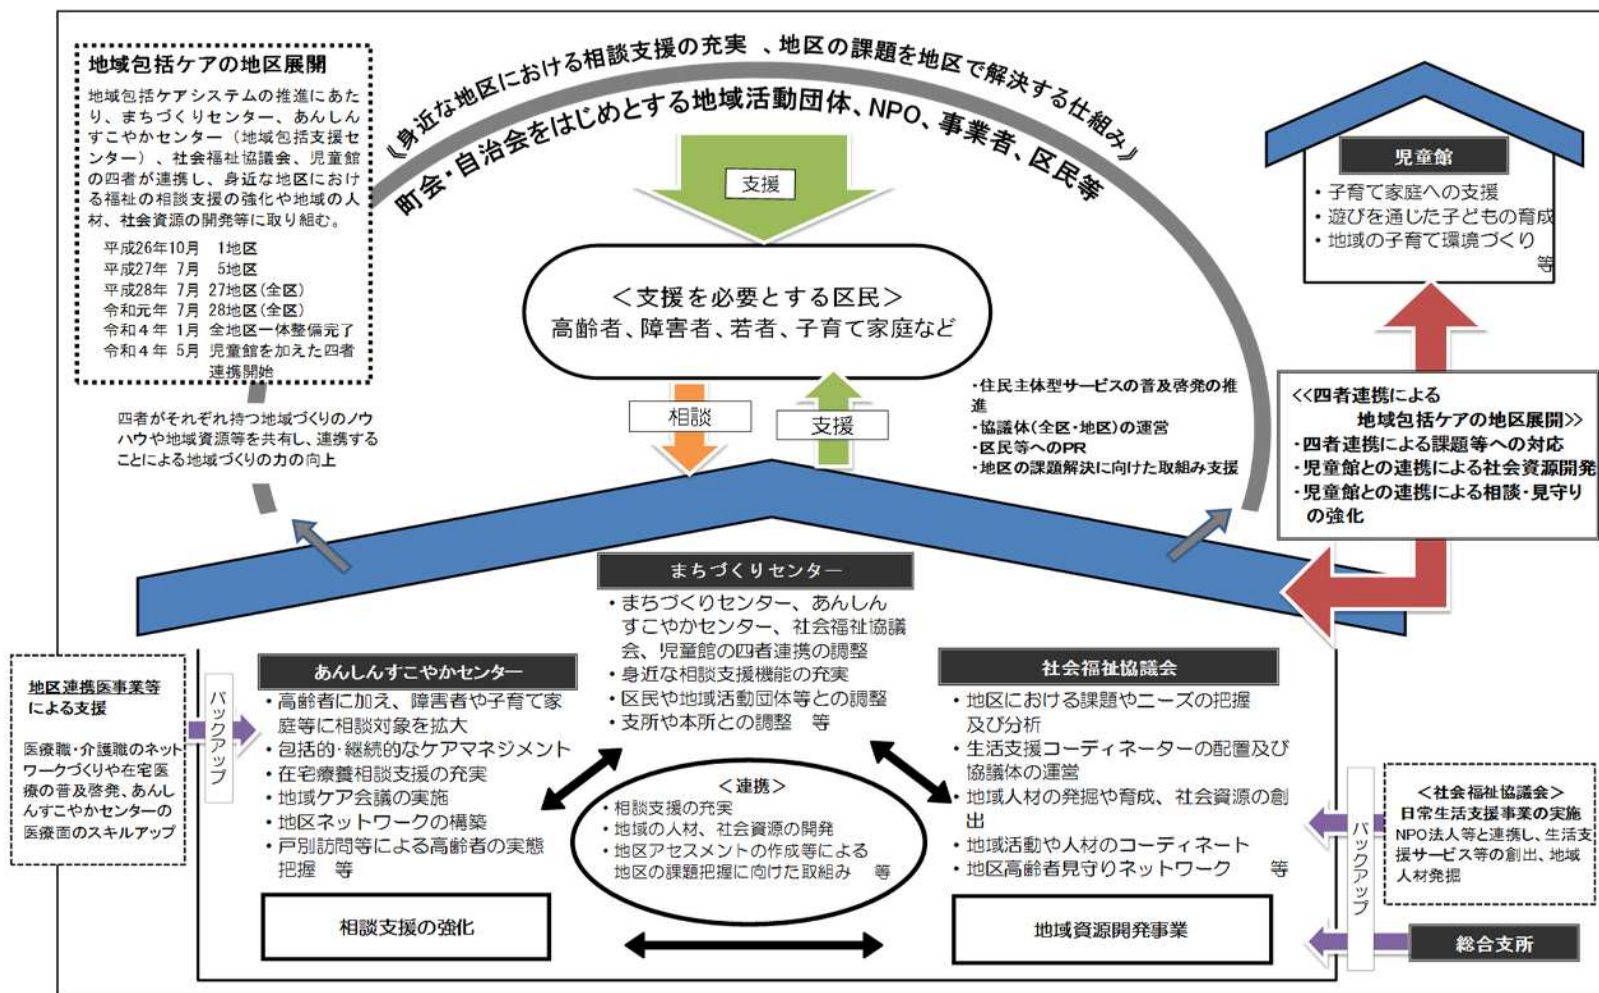 地域包括ケアの地区展開
地域包括ケアシステムの推進にあた
り、まちづくりセンター、あんしん
すこやかセンター（地域包括支援セ
ンター）、社会福祉協議会、児童館
の四者が連携し、身近な地区におけ
る福祉の相談支援の強化や地域の人
材、社会資源の開発等に取り組む。
平成26年10月　1地区
平成27年 7月　5地区
平成28年 7月 27地区(全区)
令和元年 7月 28地区(全区)
令和４年 1月 全地区一体整備完了
令和４年 5月 児童館を加えた四者
連携開始
四者がそれぞれ持つ地域づくりのノウ
ハウや地域資源等を共有し、連携する
ことによる地域づくりの力の向上
《身近な地区における相談支援の充実 、地区の課題を地区で解決する仕組み》
町会・自治会をはじめとする地域活動団体、NPO、事業者、区民等
支援
＜支援を必要とする区民＞
高齢者、障害者、若者、子育て家庭など
相談
支援
・住民主体型サービスの普及啓発の推
進
・協議体(全区・地区)の運営
・区民等へのPR
・地区の課題解決に向けた取組み支援
児童館
・子育て家庭への支援
・遊びを通じた子どもの育成
・地域の子育て環境づくり
等
<<四者連携による
地域包括ケアの地区展開>>
・四者連携による課題等への対応
・児童館との連携による社会資源開発
・児童館との連携による相談・見守り
の強化
まちづくりセンター
・まちづくりセンター、あんしん
すこやかセンター、社会福祉協議
会、児童館の四者連携の調整
・身近な相談支援機能の充実
・区民や地域活動団体等との調整
・支所や本所との調整　等
地区連携医事業等
による支援
医療職・介護職のネット
ワークづくりや在宅医
療の普及啓発、あんし
んすこやかセンターの
医療面のスキルアップ
バックアップ
あんしんすこやかセンター
・高齢者に加え、障害者や子育て家
庭等に相談対象を拡大
・包括的・継続的なケアマネジメント
・在宅療養相談支援の充実
・地域ケア会議の実施
・地区ネットワークの構築
・戸別訪問等による高齢者の実態
把握　等
相談支援の強化
＜連携＞
・相談支援の充実
・地域の人材、社会資源の開発
・地区アセスメントの作成等による
地区の課題把握に向けた取組み　等
社会福祉協議会
・地区における課題やニーズの把握
及び分析
・生活支援コーディネーターの配置及び
協議体の運営
・地域人材の発掘や育成、社会資源の創
出
・地域活動や人材のコーディネート
・地区高齢者見守りネットワーク　等
地域資源開発事業
バックアップ
＜社会福祉協議会＞
日常生活支援事業の実施
NPO法人等と連携し、生活支
援サービス等の創出、地域
人材発掘
総合支所